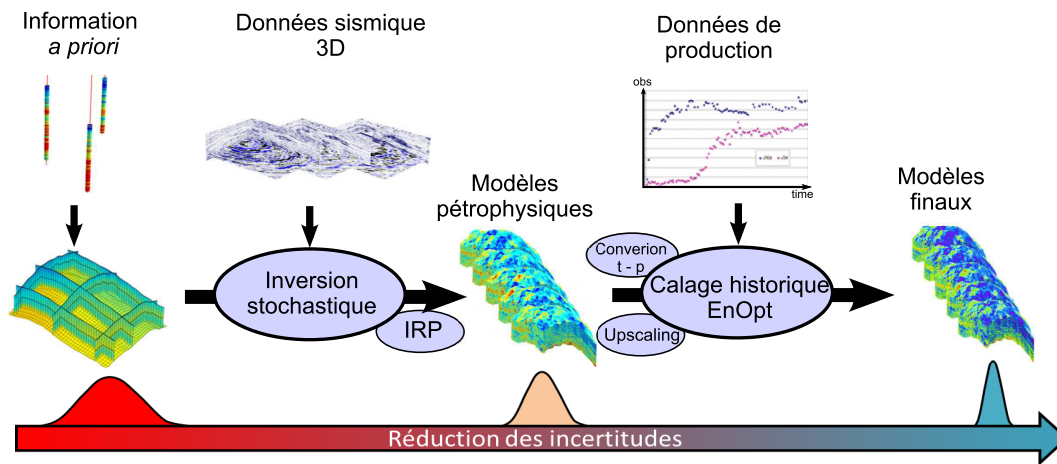 Information
a priori
Données sismique
3D
Données de
production
obs
time
Modèles
pétrophysiques
Modèles
finaux
Inversion
stochastique
IRP
Converion
t - p
Calage historique
EnOpt
Upscaling
Réduction des incertitudes